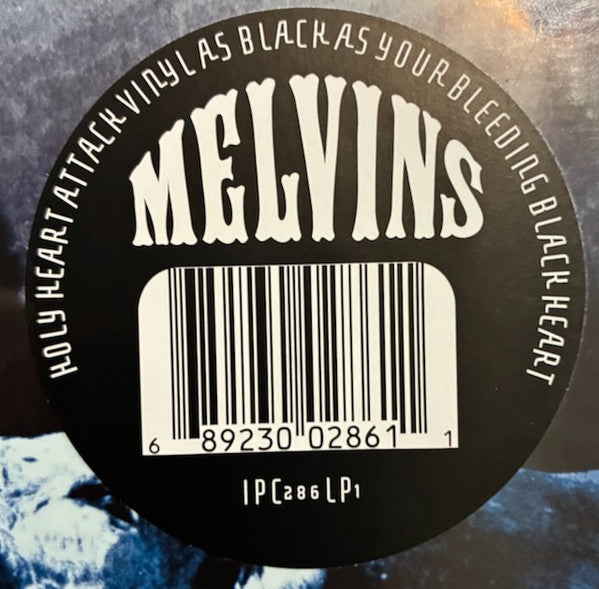 HOLY HEART ATTACK VINYL AS BLACK AS YOUR BLEEDING BLACK HEART
MELVINS
6 89230 02861 1
IPC286LP1